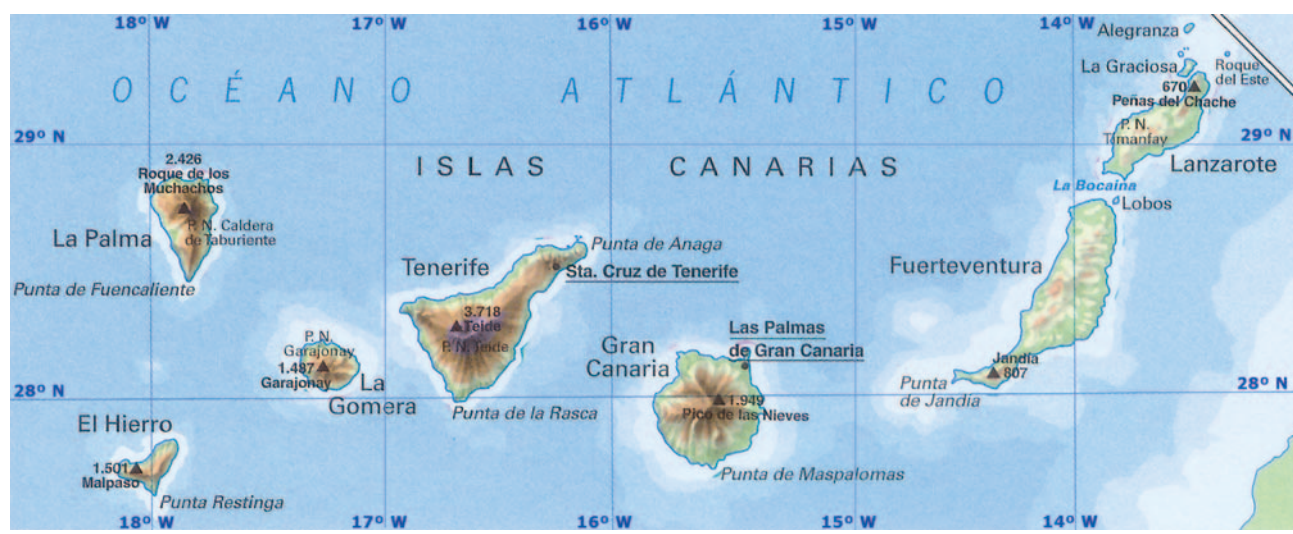 18º W
17º W
16º W
15º W
14º W
Alegranza
OCÉANO ATLÁNTICO
La Graciosa
Roque
del Este
670
Peñas del Chache
29º N
P. N.
Timanfay
29º N
ISLAS CANARIAS
Lanzarote
2.426
Roque de los
Muchachos
La Bocaina
Lobos
P. N. Caldera
de Taburiente
La Palma
Punta de Fuencaliente
Punta de Anaga
Tenerife
Sta. Cruz de Tenerife
Fuerteventura
3.718
Teide
P. N. Teide
P. N.
Garajonay
1.487
Garajonay
La
Gomera
Las Palmas
de Gran Canaria
Gran
Canaria
Jandía
807
Punta
de Jandía
28º N
28º N
1.949
Pico de las Nieves
Punta de la Rasca
El Hierro
1.501
Malpaso
Punta Restinga
Punta de Maspalomas
18º W
17º W
16º W
15º W
14º W